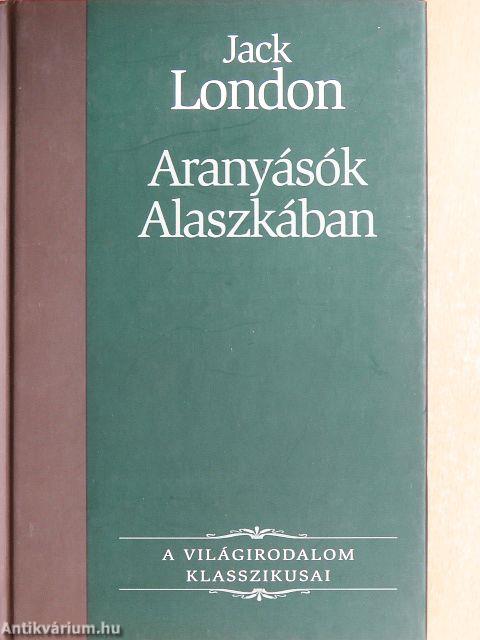 Jack
London
Aranyásók
Alaszkában
A VILÁGIRODALOM
KLASSZIKUSAI
Antikvárium.hu